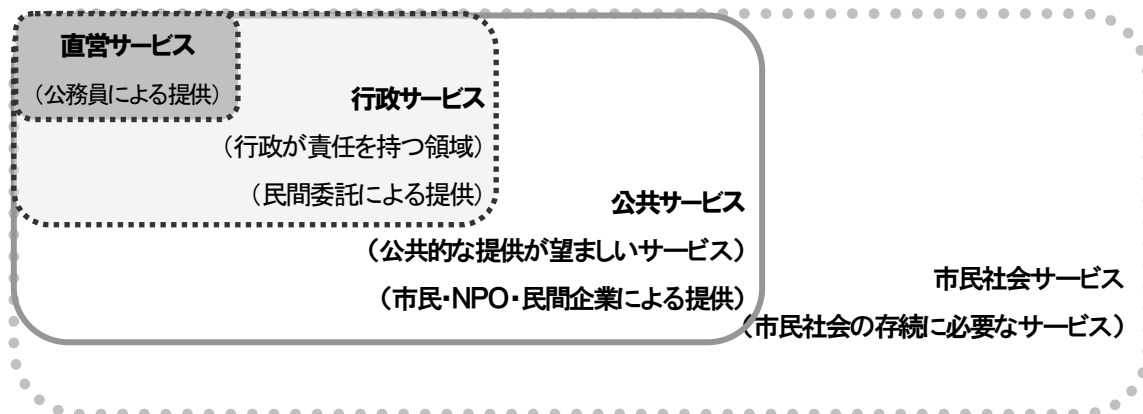 直営サービス
（公務員による提供）
行政サービス
（行政が責任を持つ領域）
（民間委託による提供）
公共サービス
（公共的な提供が望ましいサービス）
（市民・NPO・民間企業による提供）
市民社会サービス
（市民社会の存続に必要なサービス）